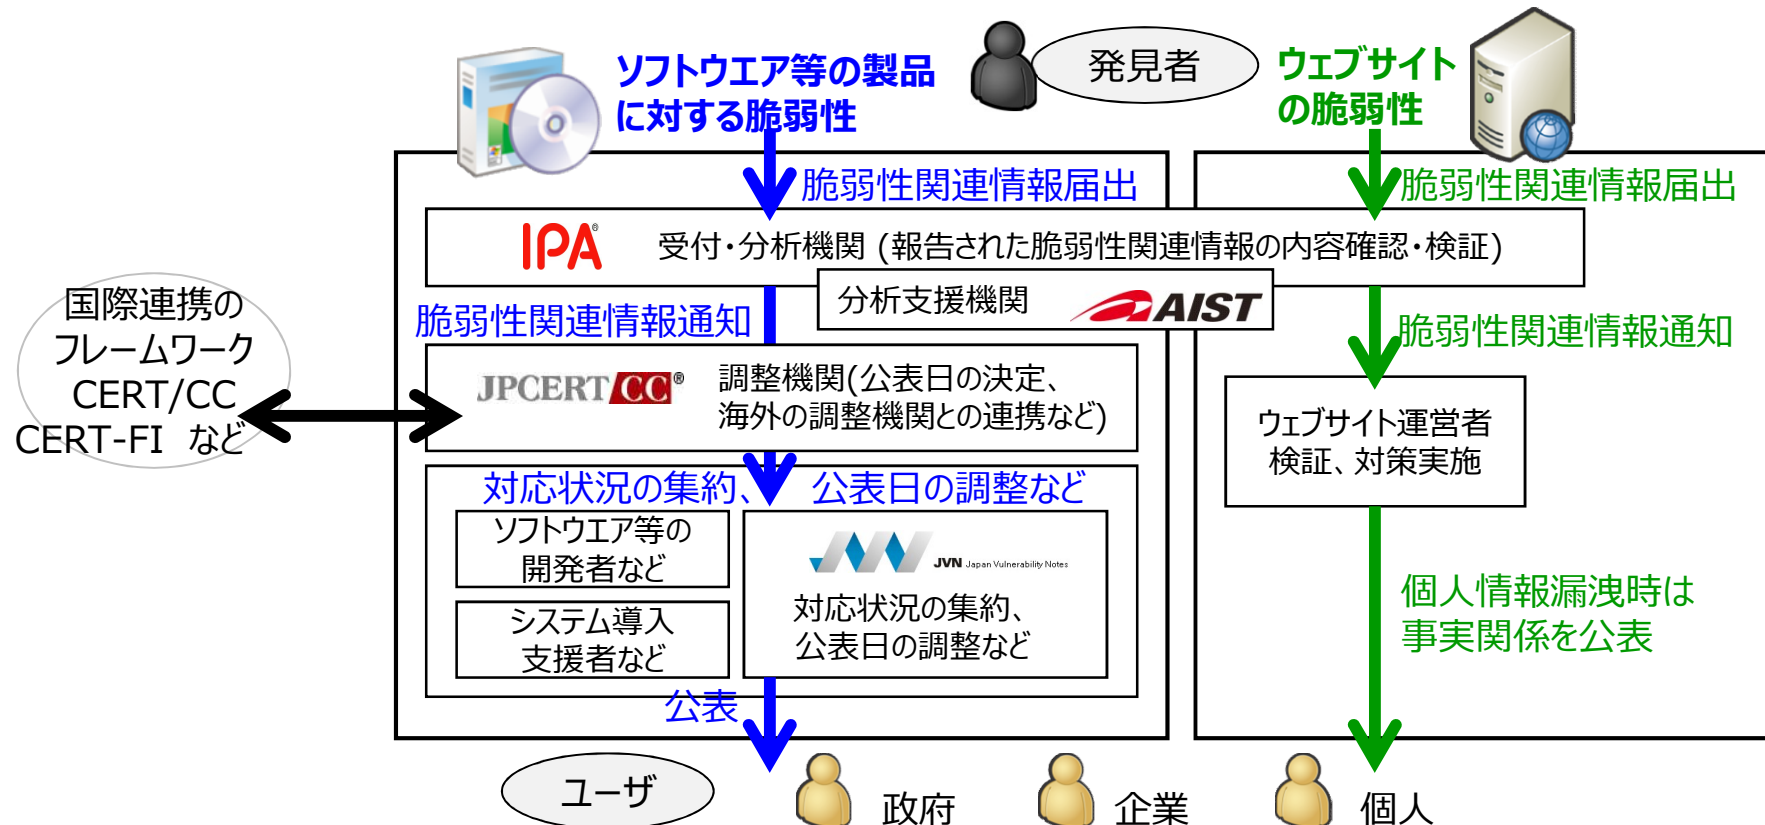 ソフトウエア等の製品
に対する脆弱性
発見者
ウェブサイト
の脆弱性
脆弱性関連情報届出
脆弱性関連情報届出
IPA®
受付・分析機関 (報告された脆弱性関連情報の内容確認・検証)
分析支援機関
AIST
国際連携の
フレームワーク
CERT/CC
CERT-FI など
脆弱性関連情報通知
脆弱性関連情報通知
JPCERT/CC®
調整機関(公表日の決定、
海外の調整機関との連携など)
ウェブサイト運営者
検証、対策実施
対応状況の集約、 公表日の調整など
ソフトウエア等の
開発者など
システム導入
支援者など
JVN Japan Vulnerability Notes
対応状況の集約、
公表日の調整など
個人情報漏洩時は
事実関係を公表
公表
ユーザ
政府
企業
個人